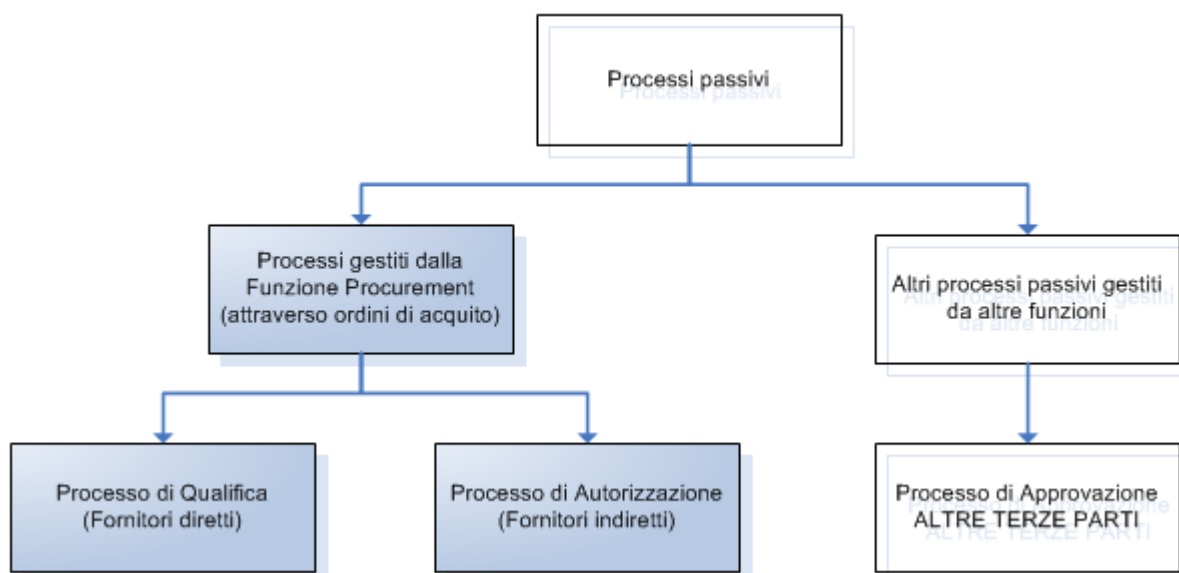 Processi passivi
Processi gestiti dalla
Funzione Procurement
(attraverso ordini di acquito)
Altri processi passivi gestiti
da altre funzioni
Processo di Qualifica
(Fornitori diretti)
Processo di Autorizzazione
(Fornitori indiretti)
Processo di Approvazione
ALTRE TERZE PARTI